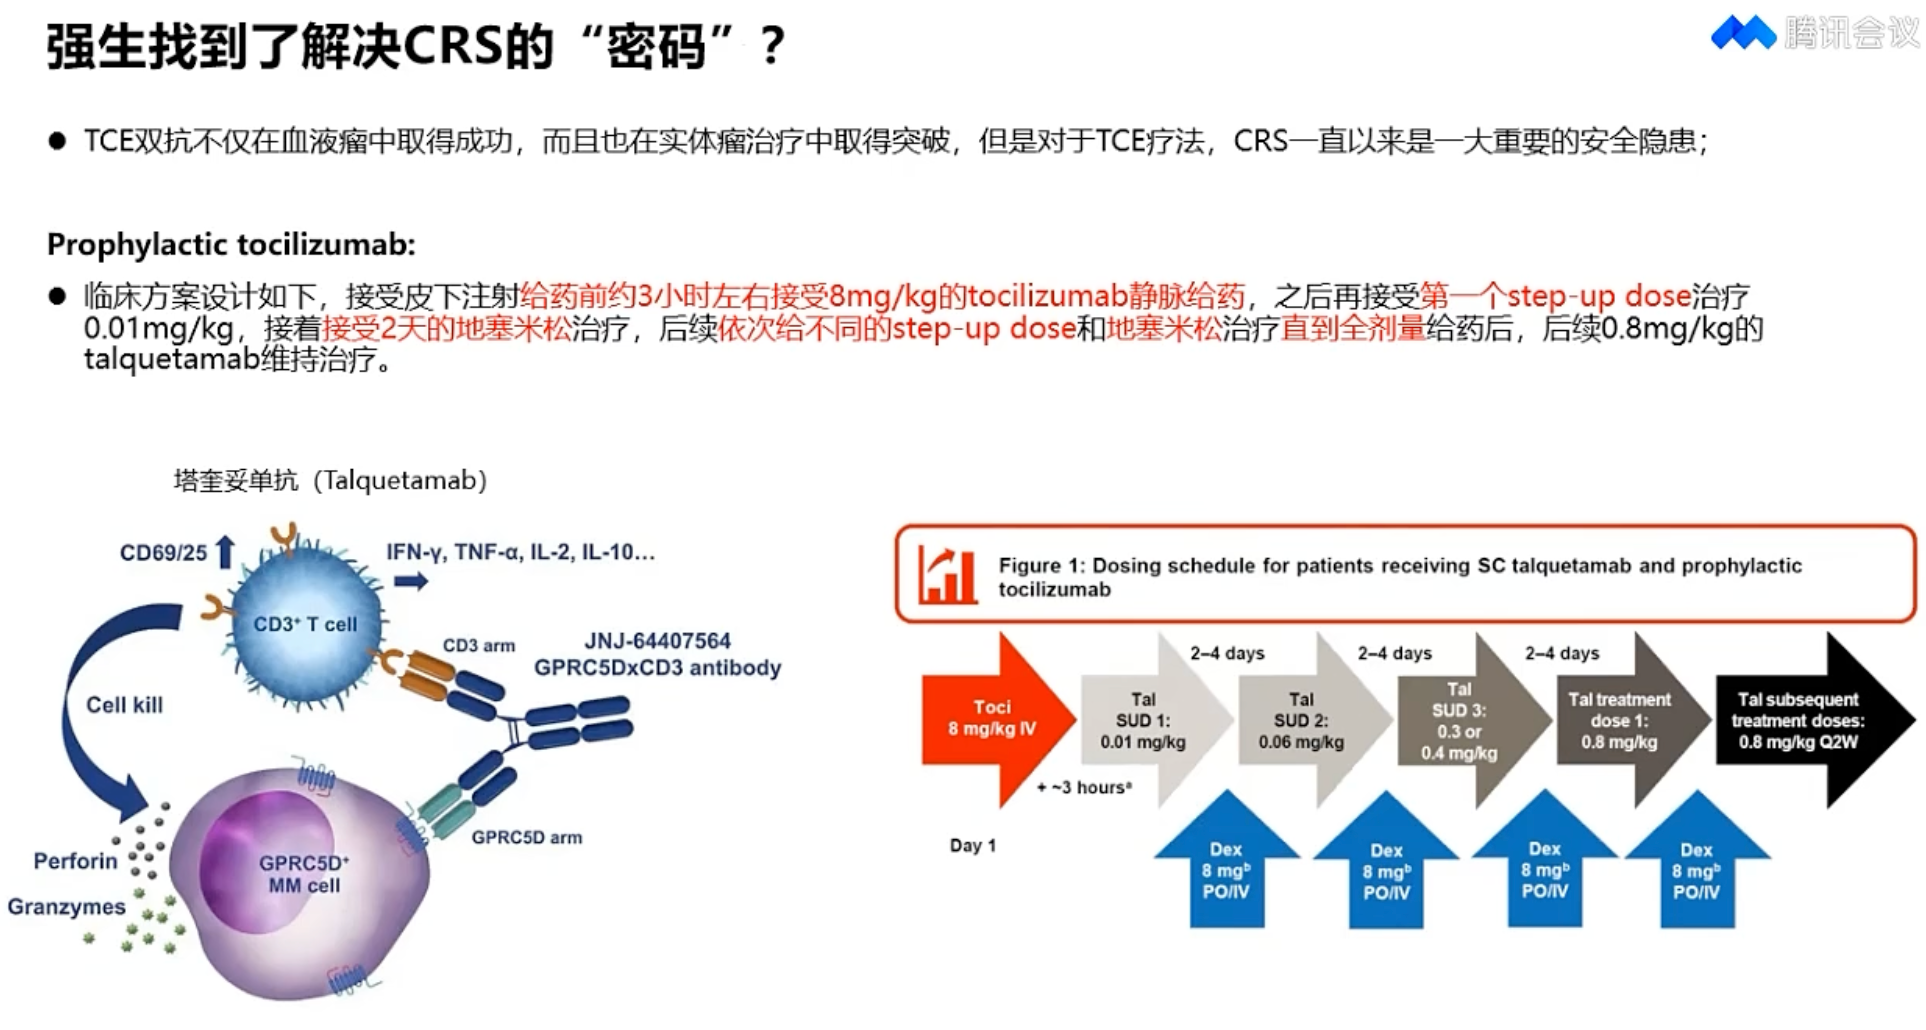 强生找到了解决CRS的“密码”？
腾讯会议
● TCE双抗不仅在血液瘤中取得成功，而且也在实体瘤治疗中取得突破，但是对于TCE疗法，CRS一直以来是一大重要的安全隐患；
Prophylactic tocilizumab:
● 临床方案设计如下，接受皮下注射给药前约3小时左右接受8mg/kg的tocilizumab静脉给药，之后再接受第一个step-up dose治疗
0.01mg/kg，接着接受2天的地塞米松治疗，后续依次给不同的step-up dose和地塞米松治疗直到全剂量给药后，后续0.8mg/kg的
talquetamab维持治疗。
塔奎妥单抗（Talquetamab）
CD69/25
IFN-γ, TNF-α, IL-2, IL-10...
CD3⁺ T cell
CD3 arm
JNJ-64407564
GPRC5DxCD3 antibody
Cell kill
GPRC5D arm
Perforin
Granzymes
GPRC5D⁺
MM cell
Figure 1: Dosing schedule for patients receiving SC talquetamab and prophylactic
tocilizumab
2–4 days
2–4 days
2–4 days
Toci
8 mg/kg IV
Tal
SUD 1:
0.01 mg/kg
Tal
SUD 2:
0.06 mg/kg
Tal
SUD 3:
0.3 or
0.4 mg/kg
Tal treatment
dose 1:
0.8 mg/kg
Tal subsequent
treatment doses:
0.8 mg/kg Q2W
+ ~3 hoursᵃ
Day 1
Dex
8 mgᵇ
PO/IV
Dex
8 mgᵇ
PO/IV
Dex
8 mgᵇ
PO/IV
Dex
8 mgᵇ
PO/IV